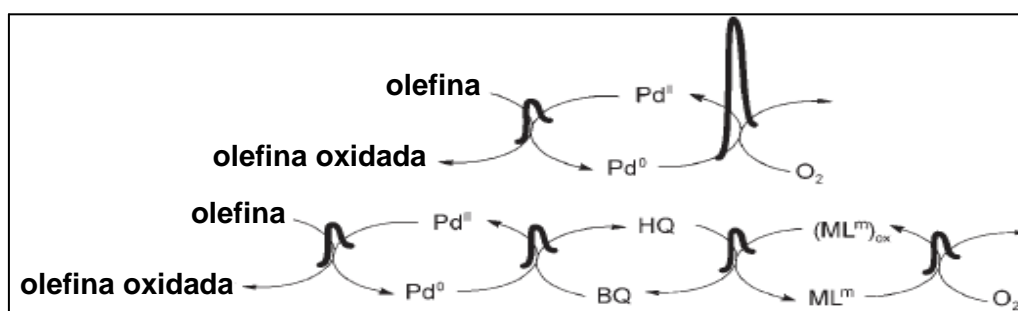 olefina Pd^II
olefina oxidada Pd^0 O₂
olefina Pd^II HQ (ML^m)ox
olefina oxidada Pd^0 BQ ML^m O₂